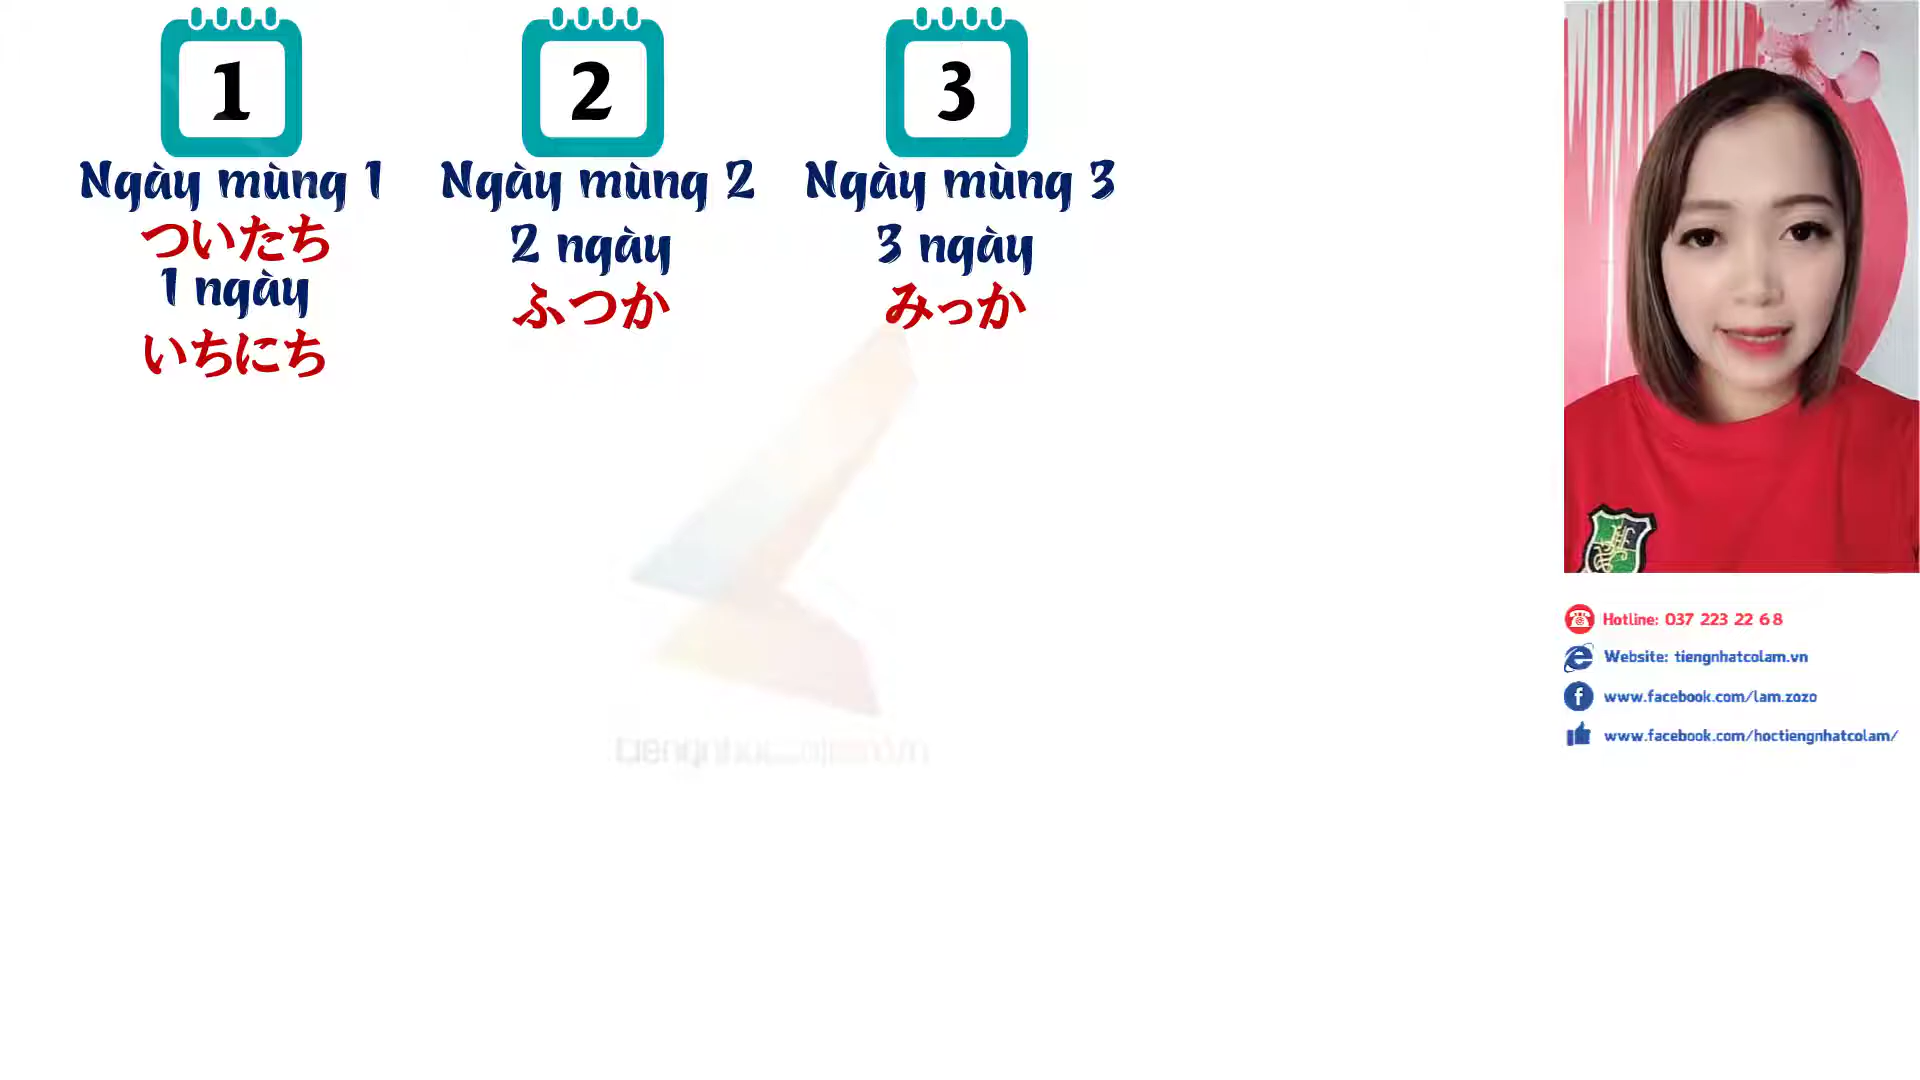 1
Ngày mùng 1
ついたち
1 ngày
いちにち
2
Ngày mùng 2
2 ngày
ふつか
3
Ngày mùng 3
3 ngày
みっか
Hotline: 037 223 22 68
Website: tiengnhatcolam.vn
www.facebook.com/lam.zozo
www.facebook.com/hoctiengnhatcolam/